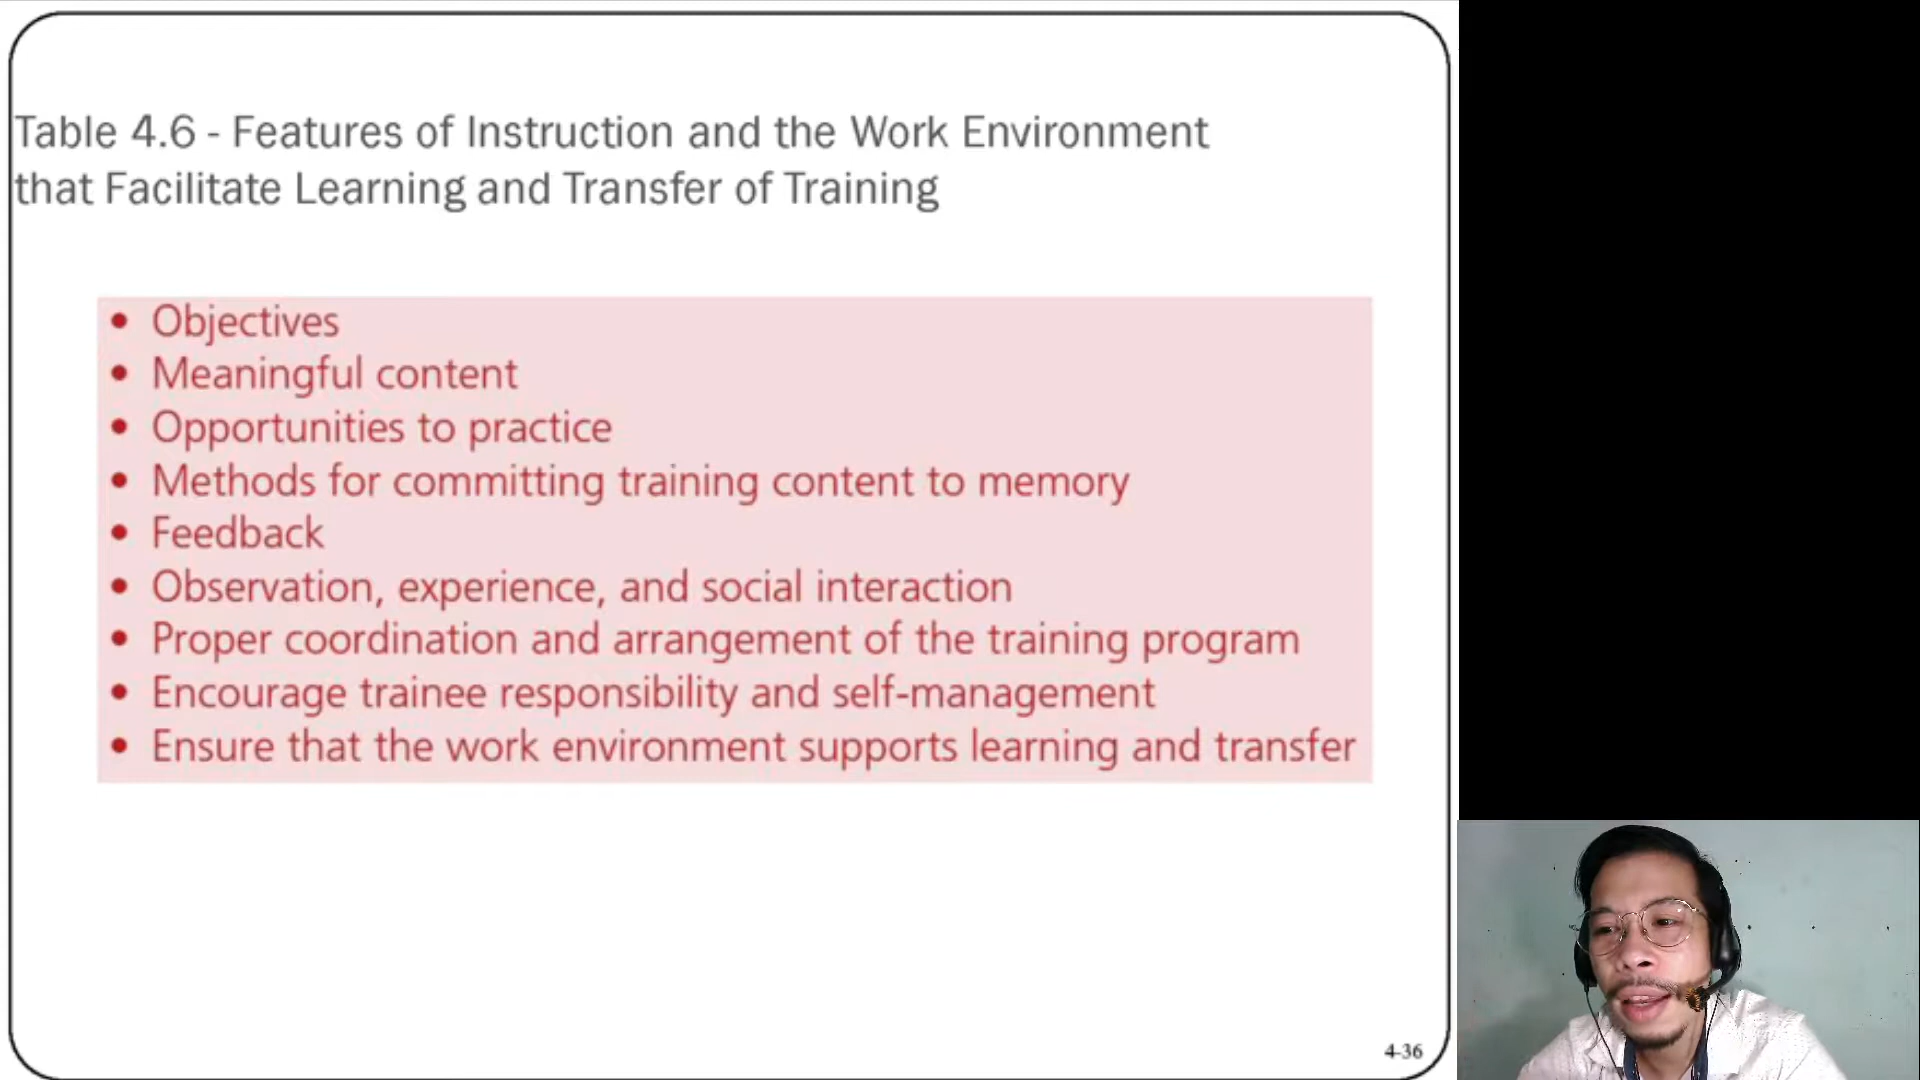 Table 4.6 - Features of Instruction and the Work Environment
that Facilitate Learning and Transfer of Training
• Objectives
• Meaningful content
• Opportunities to practice
• Methods for committing training content to memory
• Feedback
• Observation, experience, and social interaction
• Proper coordination and arrangement of the training program
• Encourage trainee responsibility and self-management
• Ensure that the work environment supports learning and transfer
4-36